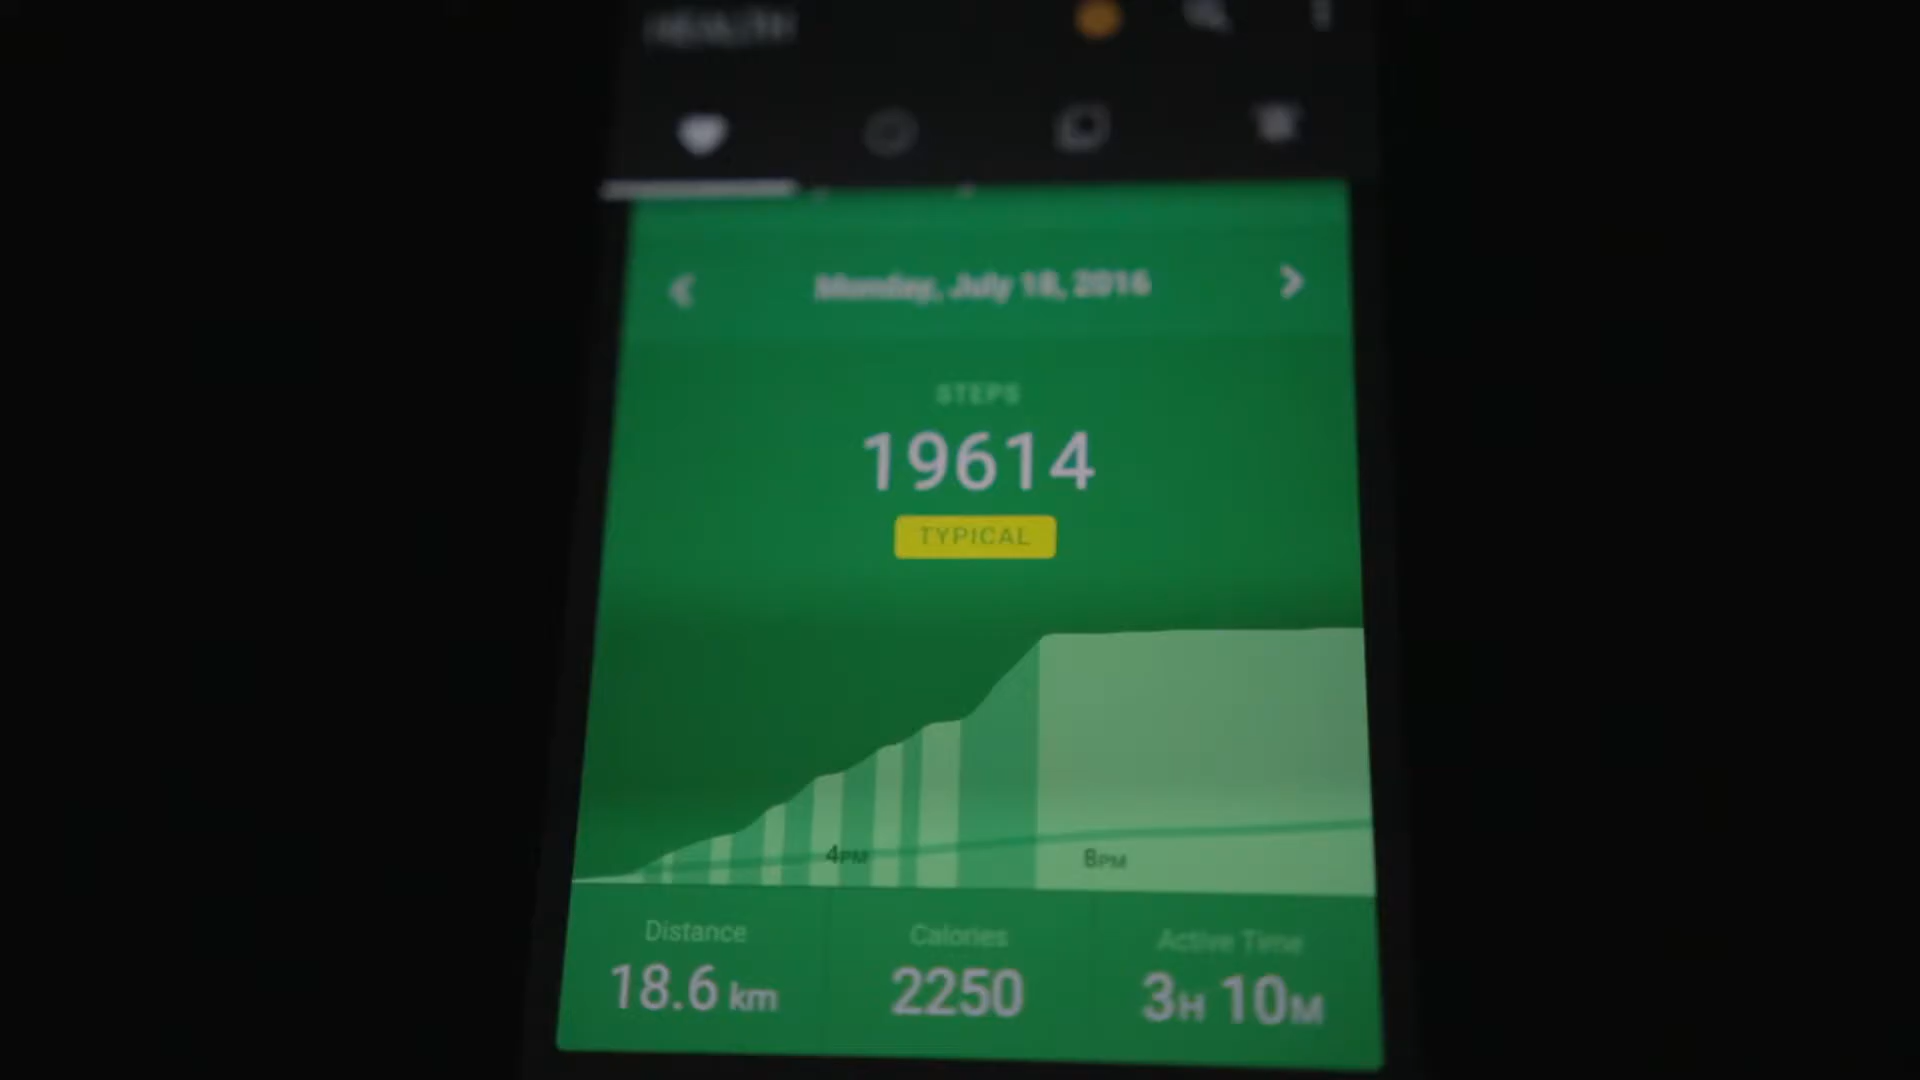 HEALTH
Monday, July 18, 2016
STEPS
19614
TYPICAL
4PM
8PM
Distance
Calories
Active Time
18.6 km
2250
3H 10M